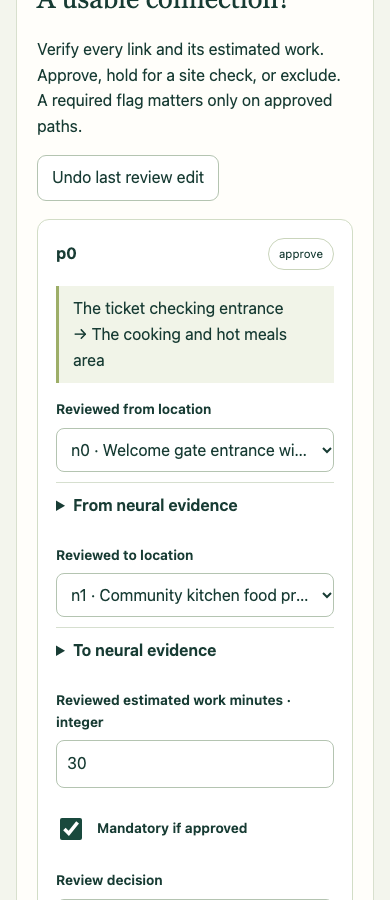 A usable connection?
Verify every link and its estimated work.
Approve, hold for a site check, or exclude.
A required flag matters only on approved
paths.
Undo last review edit
p0
approve
The ticket checking entrance
→ The cooking and hot meals
area
Reviewed from location
n0 · Welcome gate entrance wi...
From neural evidence
Reviewed to location
n1 · Community kitchen food pr...
To neural evidence
Reviewed estimated work minutes ·
integer
30
Mandatory if approved
Review decision